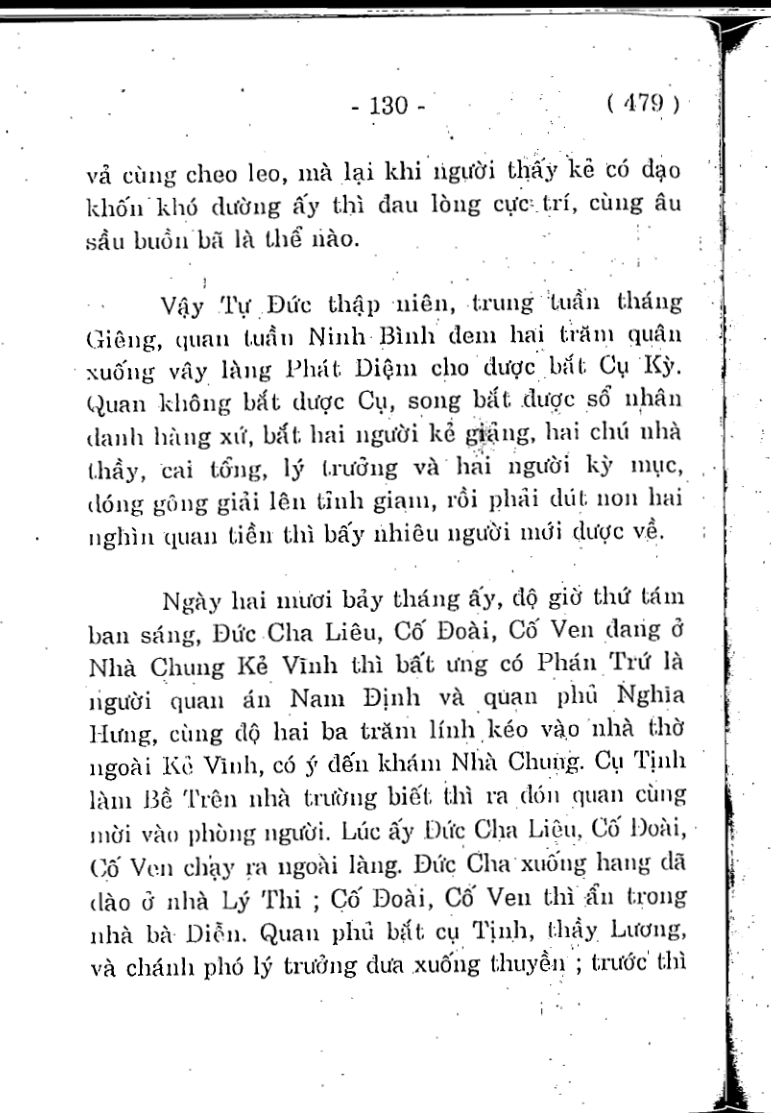 - 130 -
( 479 )
vả cùng cheo leo, mà lại khi người thấy kẻ có đạo
khốn khó dường ấy thì đau lòng cực trí, cùng âu
sầu buồn bã là thể nào.
Vậy Tự Đức thập niên, trung tuần tháng
Giêng, quan tuần Ninh Bình đem hai trăm quân
xuống vây làng Phát Diệm cho được bắt Cụ Kỳ.
Quan không bắt được Cụ, song bắt được sổ nhân
danh hàng xứ, bắt hai người kẻ giảng, hai chú nhà
thầy, cai tổng, lý trưởng và hai người kỳ mục,
đóng gông giải lên tỉnh giam, rồi phải đút non hai
nghìn quan tiền thì bấy nhiêu người mới được về.
Ngày hai mươi bảy tháng ấy, độ giờ thứ tám
ban sáng, Đức Cha Liêu, Cố Đoài, Cố Ven đang ở
Nhà Chung Kẻ Vĩnh thì bất ưng có Phán Trứ là
người quan án Nam Định và quan phủ Nghĩa
Hưng, cùng độ hai ba trăm lính kéo vào nhà thờ
ngoài Kẻ Vĩnh, có ý đến khám Nhà Chung. Cụ Tịnh
làm Bề Trên nhà trường biết thì ra đón quan cùng
mời vào phòng người. Lúc ấy Đức Cha Liêu, Cố Đoài,
Cố Ven chạy ra ngoài làng. Đức Cha xuống hang đã
đào ở nhà Lý Thi ; Cố Đoài, Cố Ven thì ẩn trong
nhà bà Diễn. Quan phủ bắt cụ Tịnh, thầy Lương,
và chánh phó lý trưởng đưa xuống thuyền ; trước thì